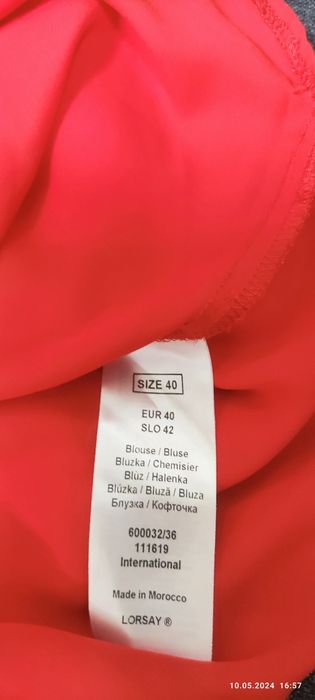 SIZE 40
EUR 40
SLO 42
Blouse / Bluse
Bluzka / Chemisier
Blúz / Halenka
Blúzka / Bluză / Bluza
Блузка / Кофточка
600032/36
111619
International
Made in Morocco
LORSAY ®
10.05.2024 16:57